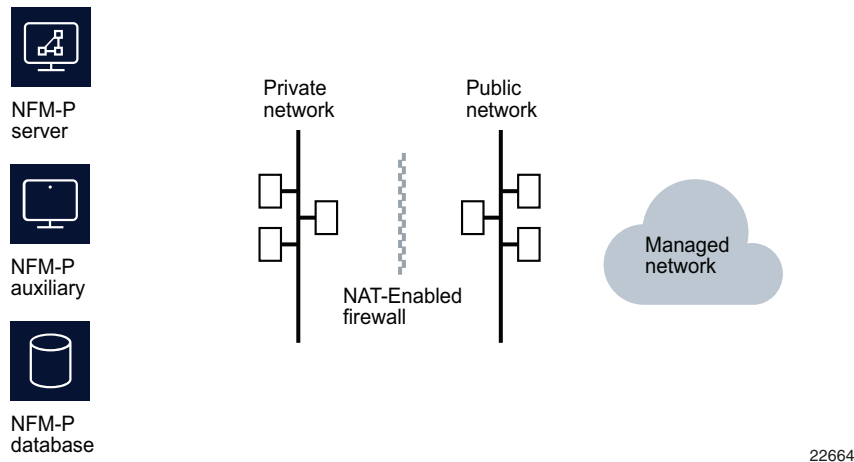 NFM-P
server
NFM-P
auxiliary
NFM-P
database
Private
network
NAT-Enabled
firewall
Public
network
Managed
network
22664